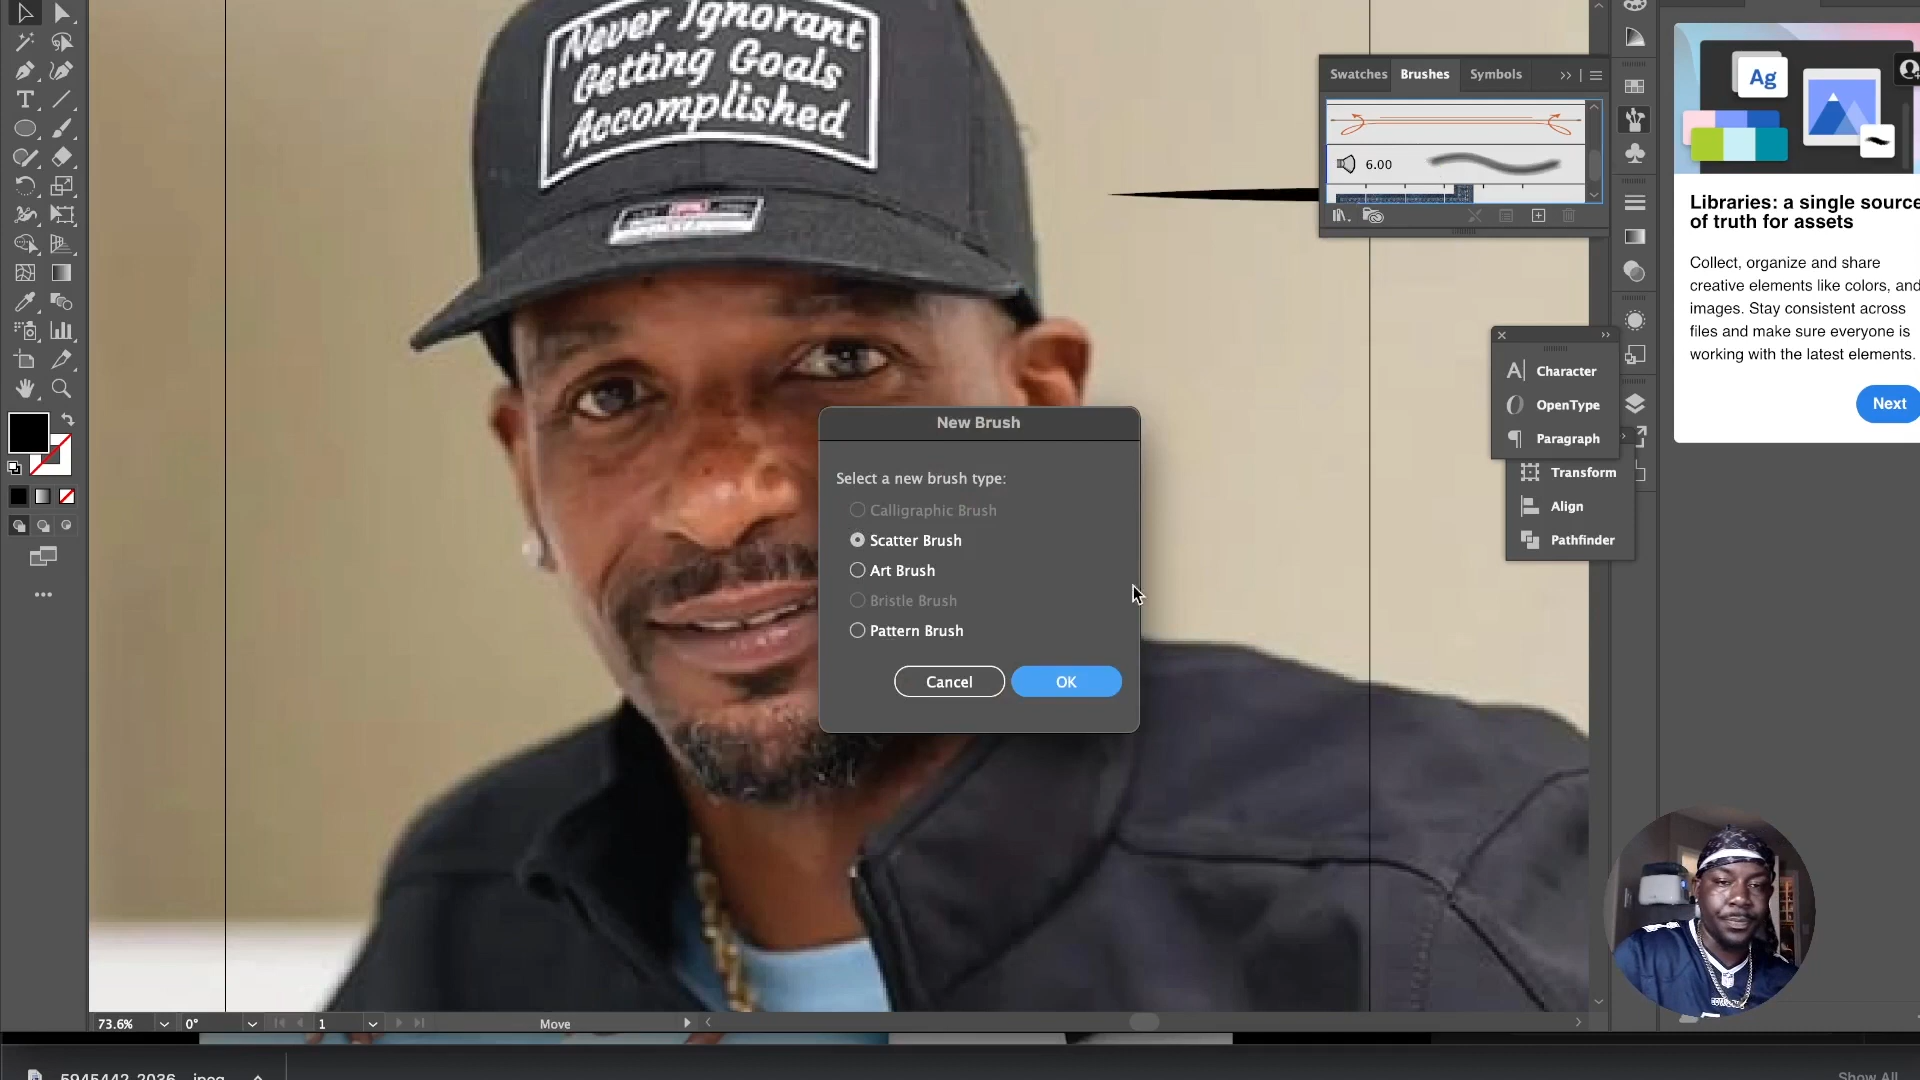 Never Ignorant
Getting Goals
Accomplished
Swatches
Brushes
Symbols
6.00
Ag
Libraries: a single source
of truth for assets
Collect, organize and share
creative elements like colors, and
images. Stay consistent across
files and make sure everyone is
working with the latest elements.
Next
Character
OpenType
Paragraph
Transform
Align
Pathfinder
New Brush
Select a new brush type:
Calligraphic Brush
Scatter Brush
Art Brush
Bristle Brush
Pattern Brush
Cancel
OK
73.6%
0°
1
Move
Show All